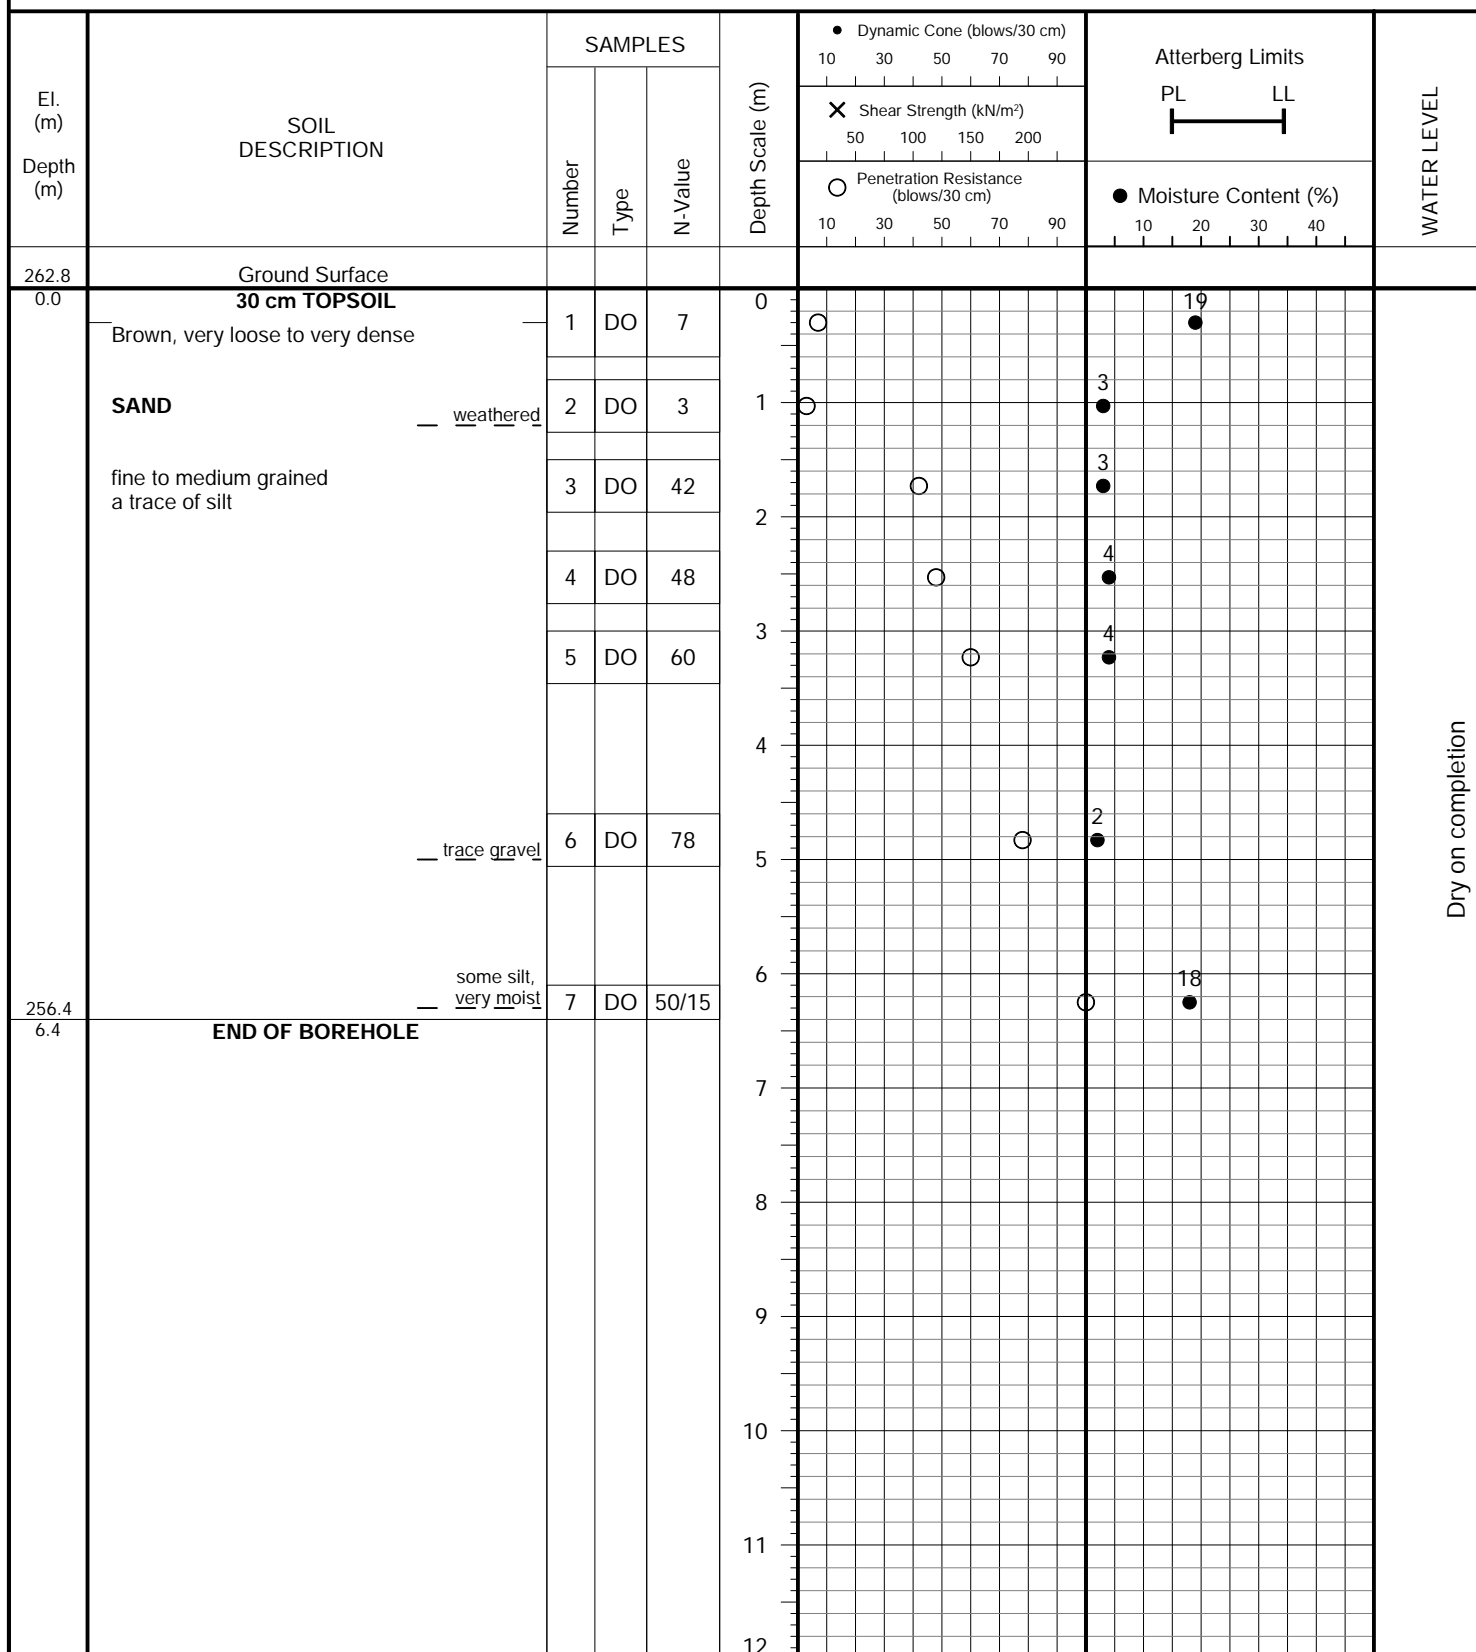 El.
(m)
Depth
(m)
SOIL
DESCRIPTION
SAMPLES
Number
Type
N-Value
Depth Scale (m)
Dynamic Cone (blows/30 cm)
10 30 50 70 90
Shear Strength (kN/m²)
50 100 150 200
Penetration Resistance
(blows/30 cm)
10 30 50 70 90
Atterberg Limits
PL LL
Moisture Content (%)
10 20 30 40
WATER LEVEL
262.8 Ground Surface
0.0 30 cm TOPSOIL 0 19
Brown, very loose to very dense 1 DO 7
3
SAND weathered 2 DO 3 1
3
fine to medium grained 3 DO 42
a trace of silt
2
4
4 DO 48
3 4
5 DO 60
4
2
trace gravel 6 DO 78
5
Dry on completion
some silt, 6 18
very moist 7 DO 50/15
256.4
6.4 END OF BOREHOLE
7
8
9
10
11
12